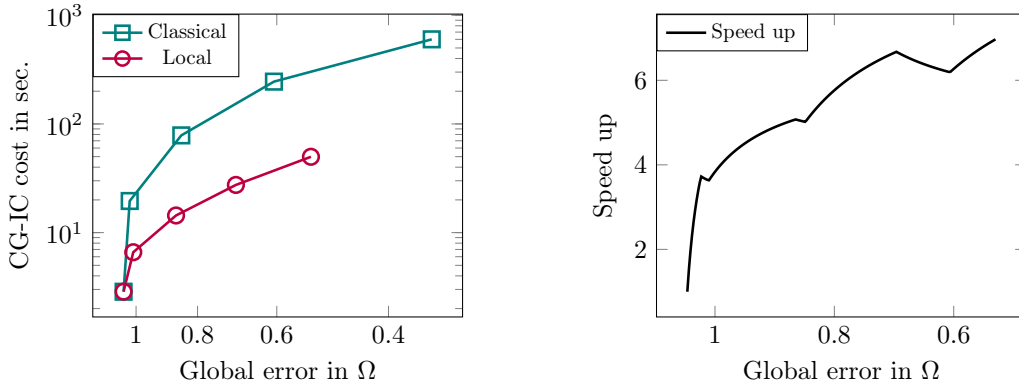 Classical
Local
10^3
10^2
10^1
CG-IC cost in sec.
1 0.8 0.6 0.4
Global error in Ω
Speed up
6
4
2
Speed up
1 0.8 0.6
Global error in Ω